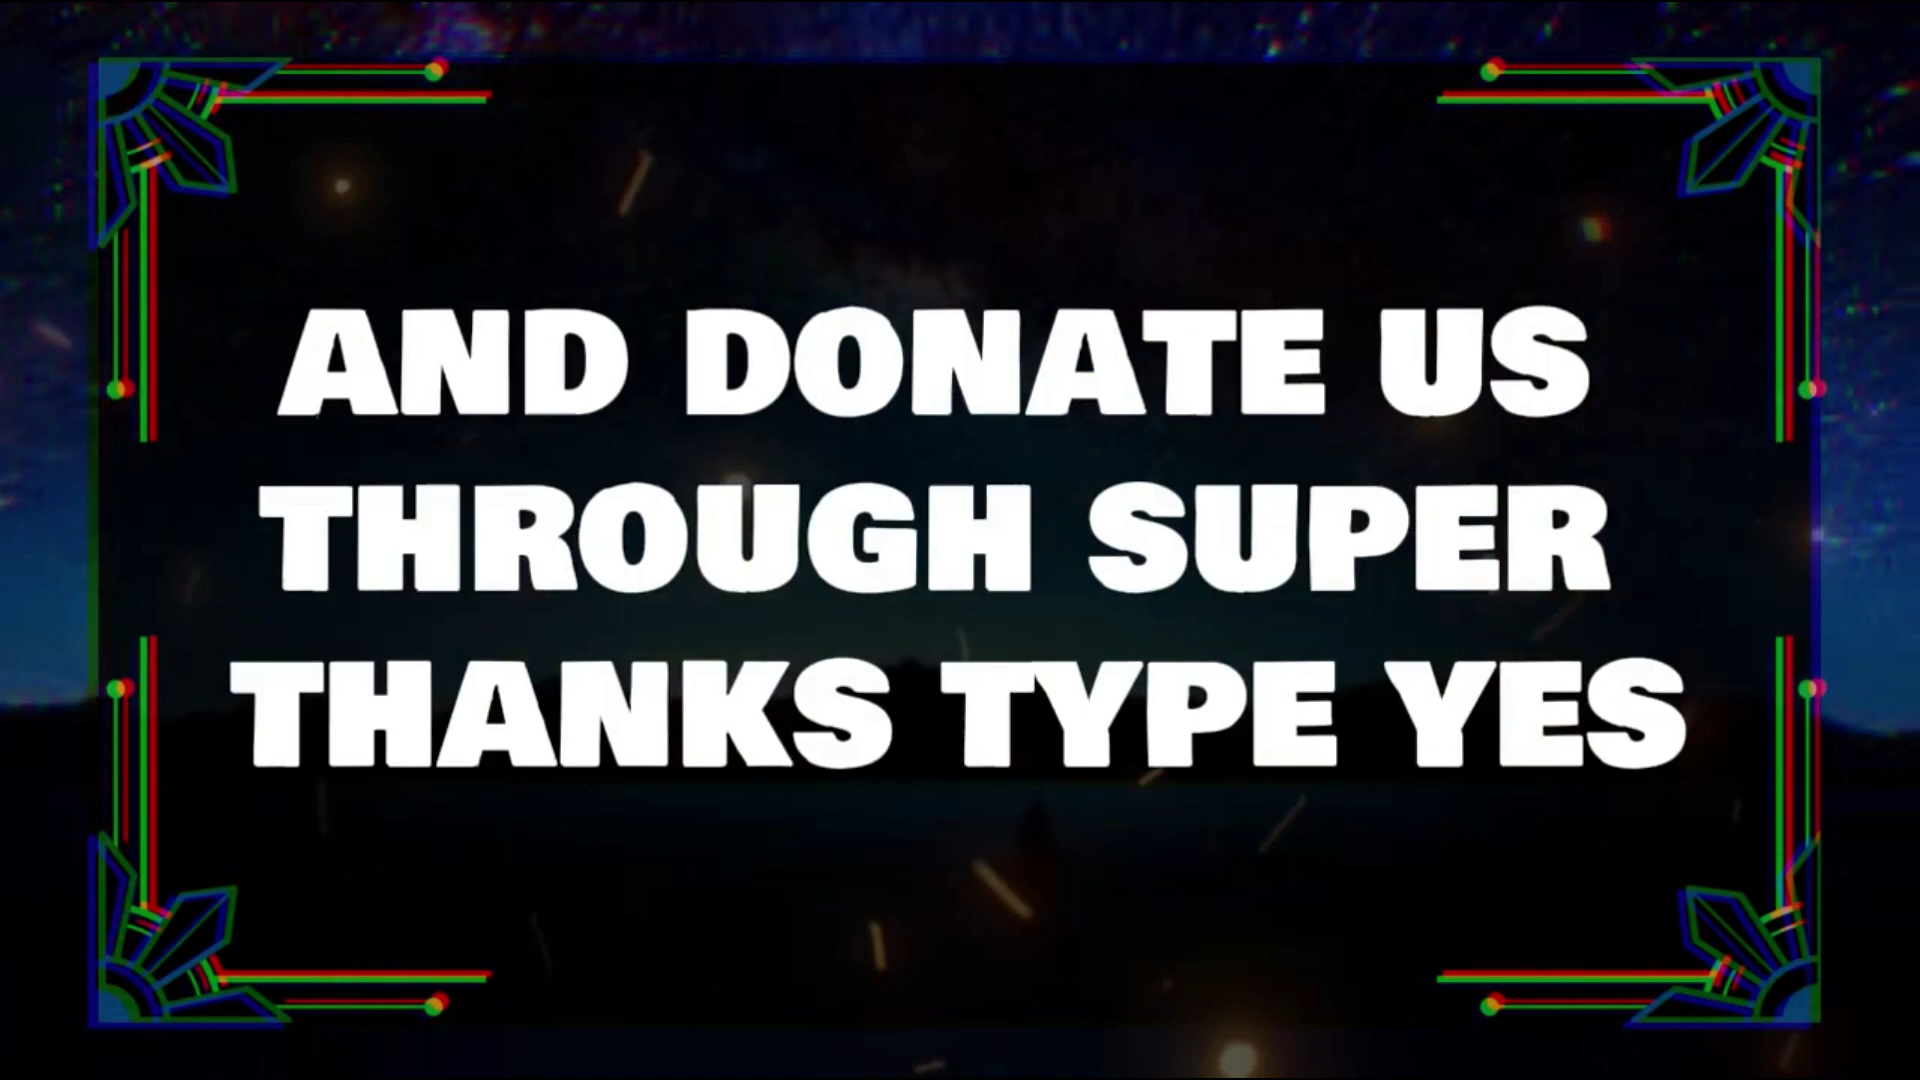 AND DONATE US
THROUGH SUPER
THANKS TYPE YES